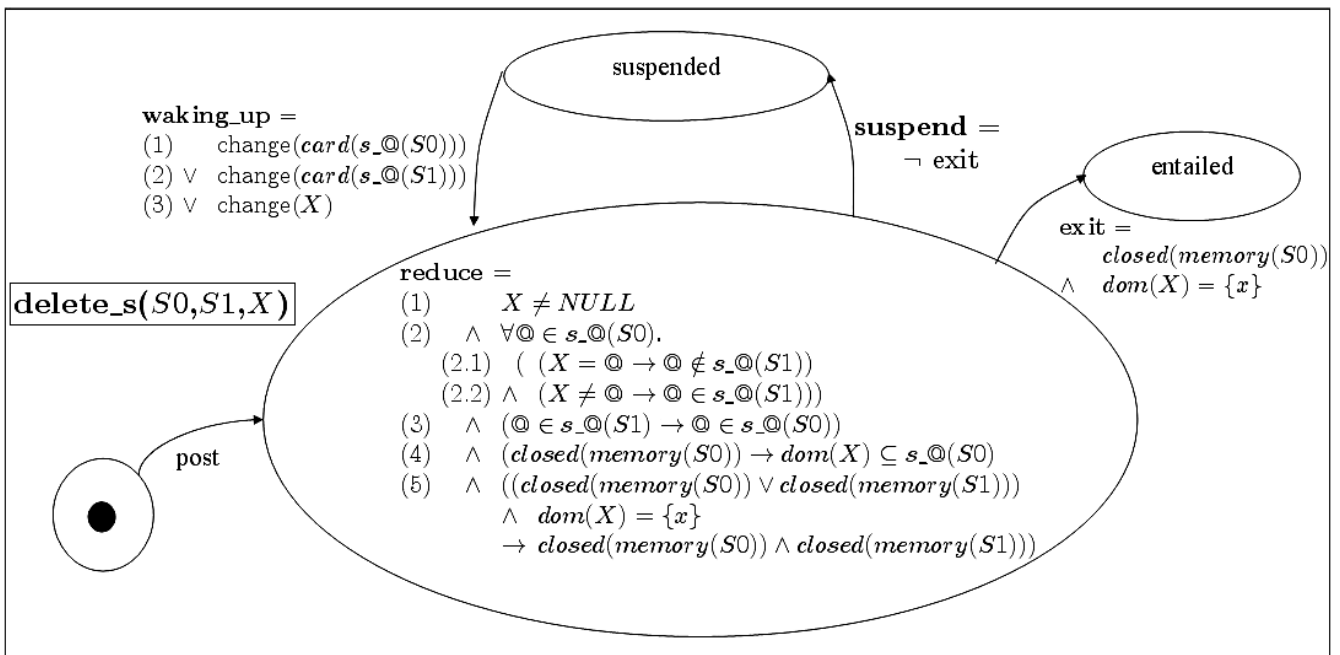 suspended
waking_up =
(1) change(card(s_@(S0)))
(2) ∨ change(card(s_@(S1)))
(3) ∨ change(X)
suspend =
¬ exit
entailed
exit =
closed(memory(S0))
∧ dom(X) = {x}
delete_s(S0,S1,X)
reduce =
(1) X ≠ NULL
(2) ∧ ∀@ ∈ s_@(S0).
(2.1) ( (X = @ → @ ∉ s_@(S1))
(2.2) ∧ (X ≠ @ → @ ∈ s_@(S1)))
(3) ∧ (@ ∈ s_@(S1) → @ ∈ s_@(S0))
(4) ∧ (closed(memory(S0)) → dom(X) ⊆ s_@(S0)
(5) ∧ ((closed(memory(S0)) ∨ closed(memory(S1)))
∧ dom(X) = {x}
→ closed(memory(S0)) ∧ closed(memory(S1)))
post